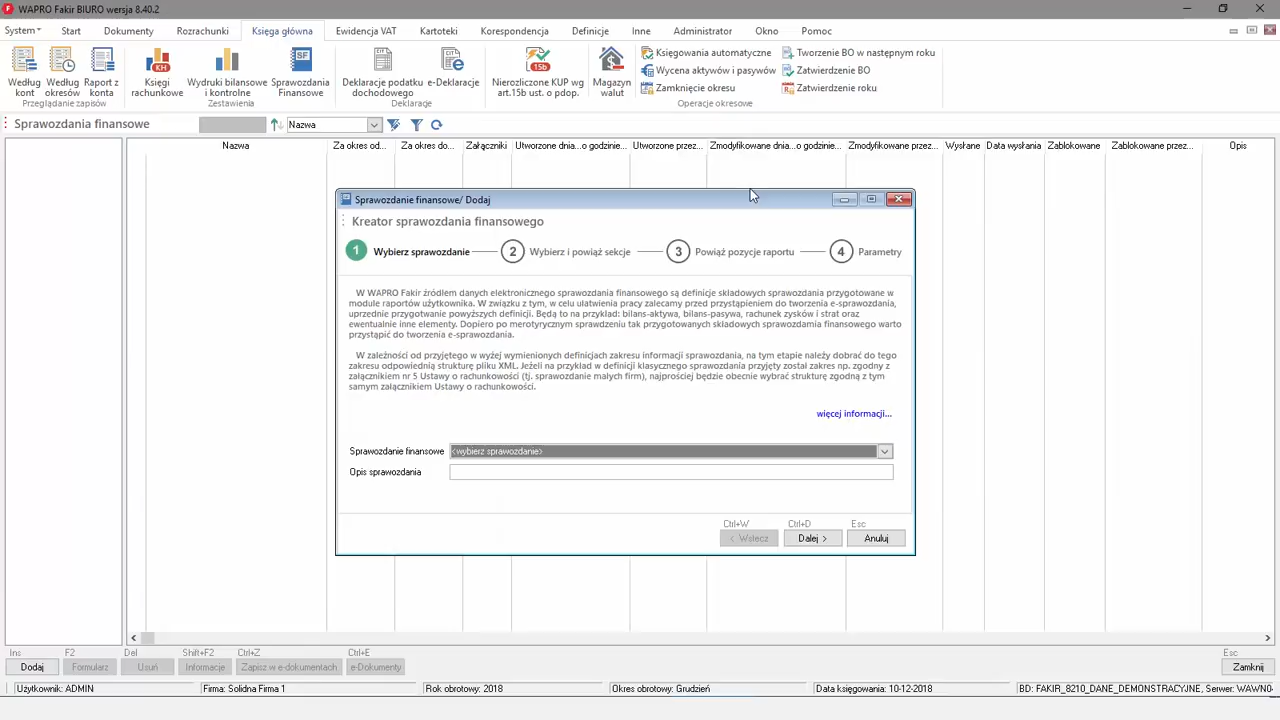 WAPRO Fakir BIURO wersja 8.40.2
System Start Dokumenty Rozrachunki Księga główna Ewidencja VAT Kartoteki Korespondencja Definicje Inne Administrator Okno Pomoc
Według kont
Według okresów
Raport z konta
Przeglądanie zapisów
Księgi rachunkowe
Wydruki bilansowe i kontrolne
Sprawozdania Finansowe
Zestawienia
Deklaracje podatku dochodowego
e-Deklaracje
Deklaracje
Nierozliczone KUP wg art.15b ust. o pdop.
Magazyn walut
Księgowania automatyczne
Wycena aktywów i pasywów
Zamknięcie okresu
Tworzenie BO w następnym roku
Zatwierdzenie BO
Zatwierdzenie roku
Operacje okresowe
Sprawozdania finansowe
Nazwa
Nazwa Za okres od... Za okres do... Załączniki Utworzone dnia...o godzinie... Utworzone przez... Zmodyfikowane dnia...o godzinie... Zmodyfikowane przez... Wysłane Data wysłania Zablokowane Zablokowane przez... Opis
Sprawozdanie finansowe/ Dodaj
Kreator sprawozdania finansowego
1 Wybierz sprawozdanie 2 Wybierz i powiąż sekcje 3 Powiąż pozycje raportu 4 Parametry
W WAPRO Fakir źródłem danych elektronicznego sprawozdania finansowego są definicje składowych sprawozdania przygotowane w
module raportów użytkownika. W związku z tym, w celu ułatwienia pracy zalecamy przed przystąpieniem do tworzenia e-sprawozdania,
uprzednie przygotowanie powyższych definicji. Będą to na przykład: bilans-aktywa, bilans-pasywa, rachunek zysków i strat oraz
ewentualnie inne elementy. Dopiero po merotyrycznym sprawdzeniu tak przygotowanych składowych sprawozdamia finansowego warto
przystąpić do tworzenia e-sprawozdania.
W zależności od przyjętego w wyżej wymienionych definicjach zakresu informacji sprawozdania, na tym etapie należy dobrać do tego
zakresu odpowiednią strukturę pliku XML. Jeżeli na przykład w definicji klasycznego sprawozdania przyjęty został zakres np. zgodny z
załącznikiem nr 5 Ustawy o rachunkowości (tj. sprawozdanie małych firm), najprościej będzie obecnie wybrać strukturę zgodną z tym
samym załącznikiem Ustawy o rachunkowości.
więcej informacji...
Sprawozdanie finansowe <wybierz sprawozdanie>
Opis sprawozdania
Ctrl+W Ctrl+D Esc
< Wstecz Dalej > Anuluj
Ins F2 Del Shift+F2 Ctrl+Z Ctrl+E Esc
Dodaj Formularz Usuń Informacje Zapisz w e-dokumentach e-Dokumenty Zamknij
Użytkownik: ADMIN Firma: Solidna Firma 1 Rok obrotowy: 2018 Okres obrotowy: Grudzień Data księgowania: 10-12-2018 BD: FAKIR_8210_DANE_DEMONSTRACYJNE, Serwer: WAWN0